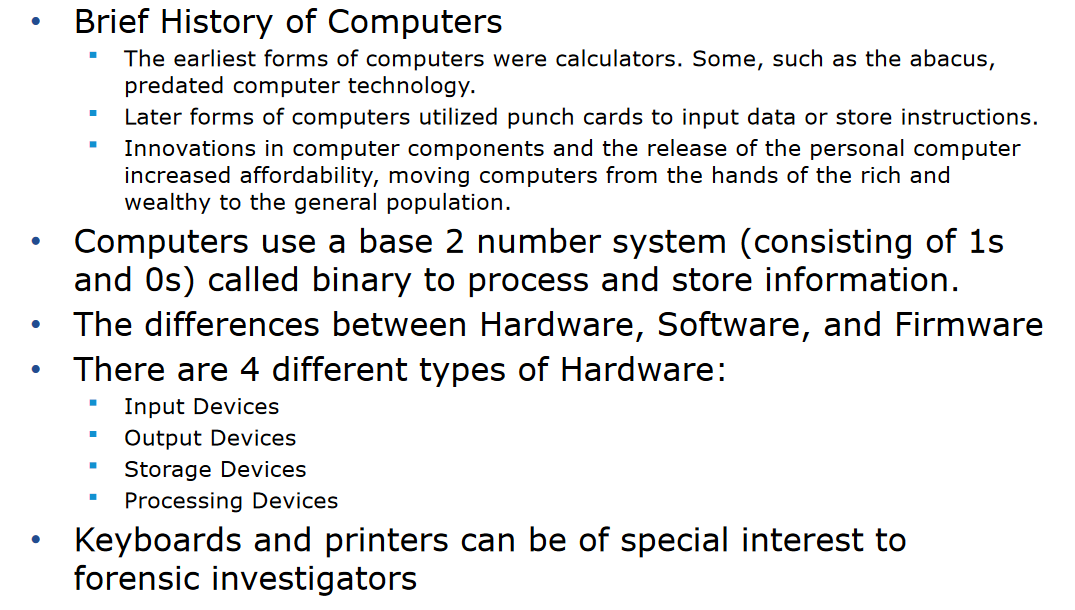 Brief History of Computers
The earliest forms of computers were calculators. Some, such as the abacus,
predated computer technology.
Later forms of computers utilized punch cards to input data or store instructions.
Innovations in computer components and the release of the personal computer
increased affordability, moving computers from the hands of the rich and
wealthy to the general population.
Computers use a base 2 number system (consisting of 1s
and 0s) called binary to process and store information.
The differences between Hardware, Software, and Firmware
There are 4 different types of Hardware:
Input Devices
Output Devices
Storage Devices
Processing Devices
Keyboards and printers can be of special interest to
forensic investigators